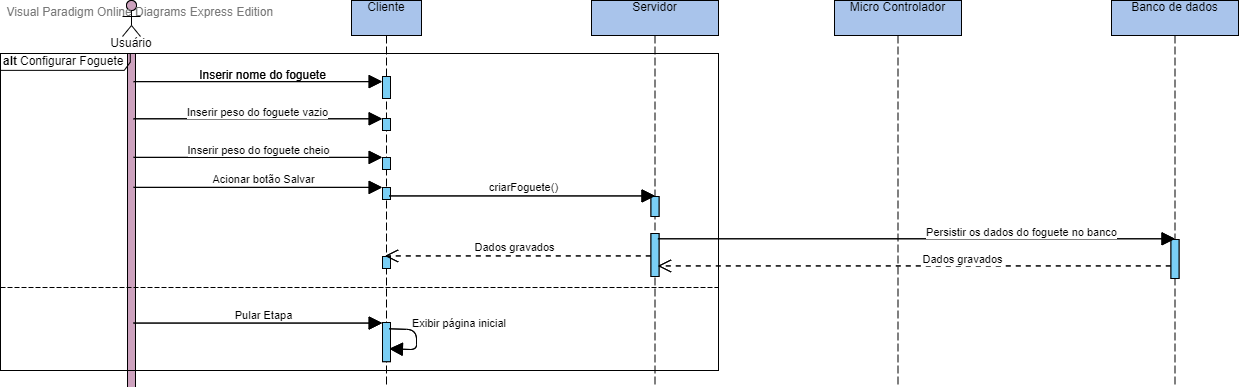 Visual Paradigm Online Diagrams Express Edition
Cliente
Servidor
Micro Controlador
Banco de dados
Usuário
alt Configurar Foguete
Inserir nome do foguete
Inserir peso do foguete vazio
Inserir peso do foguete cheio
Acionar botão Salvar
criarFoguete()
Persistir os dados do foguete no banco
Dados gravados
Dados gravados
Pular Etapa
Exibir página inicial